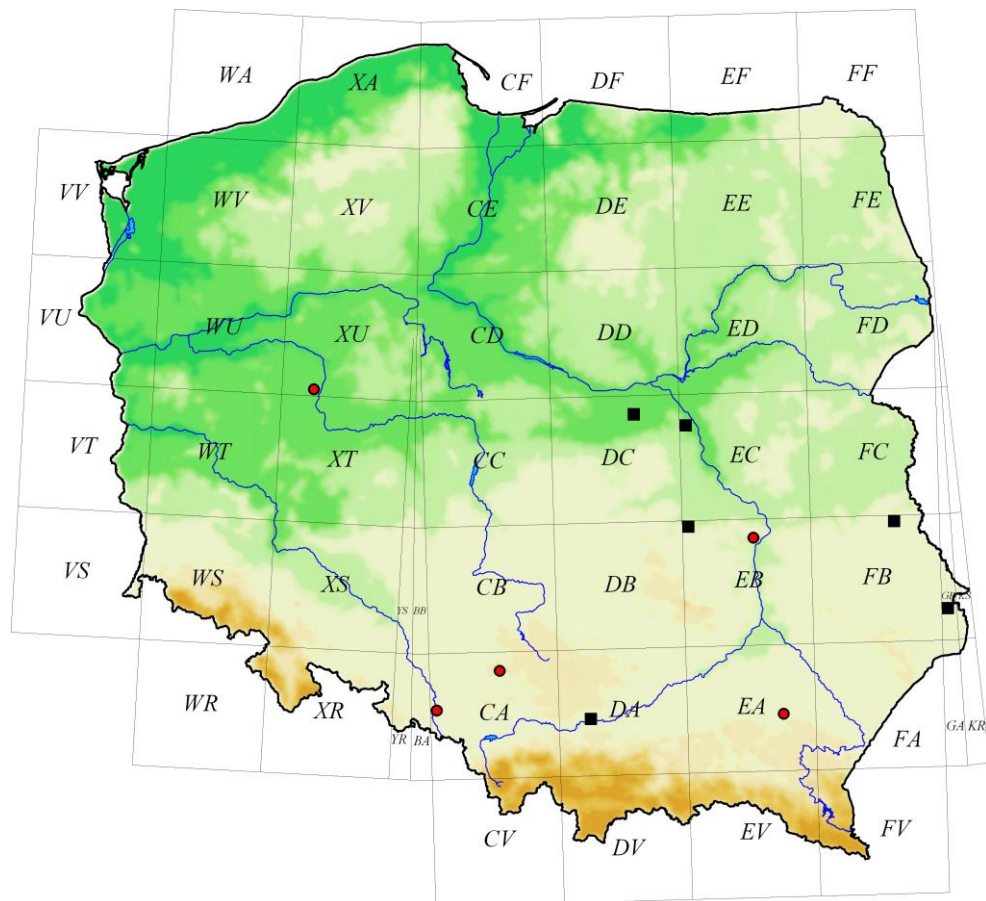 WA XA CF DF EF FF
VV WV XV CE DE EE FE
VU WU XU CD DD ED FD
VT WT XT CC DC EC FC
VS WS XS YS BB CB DB EB FB
WR XR YR BA CA DA EA FA GA KR
CV DV EV FV